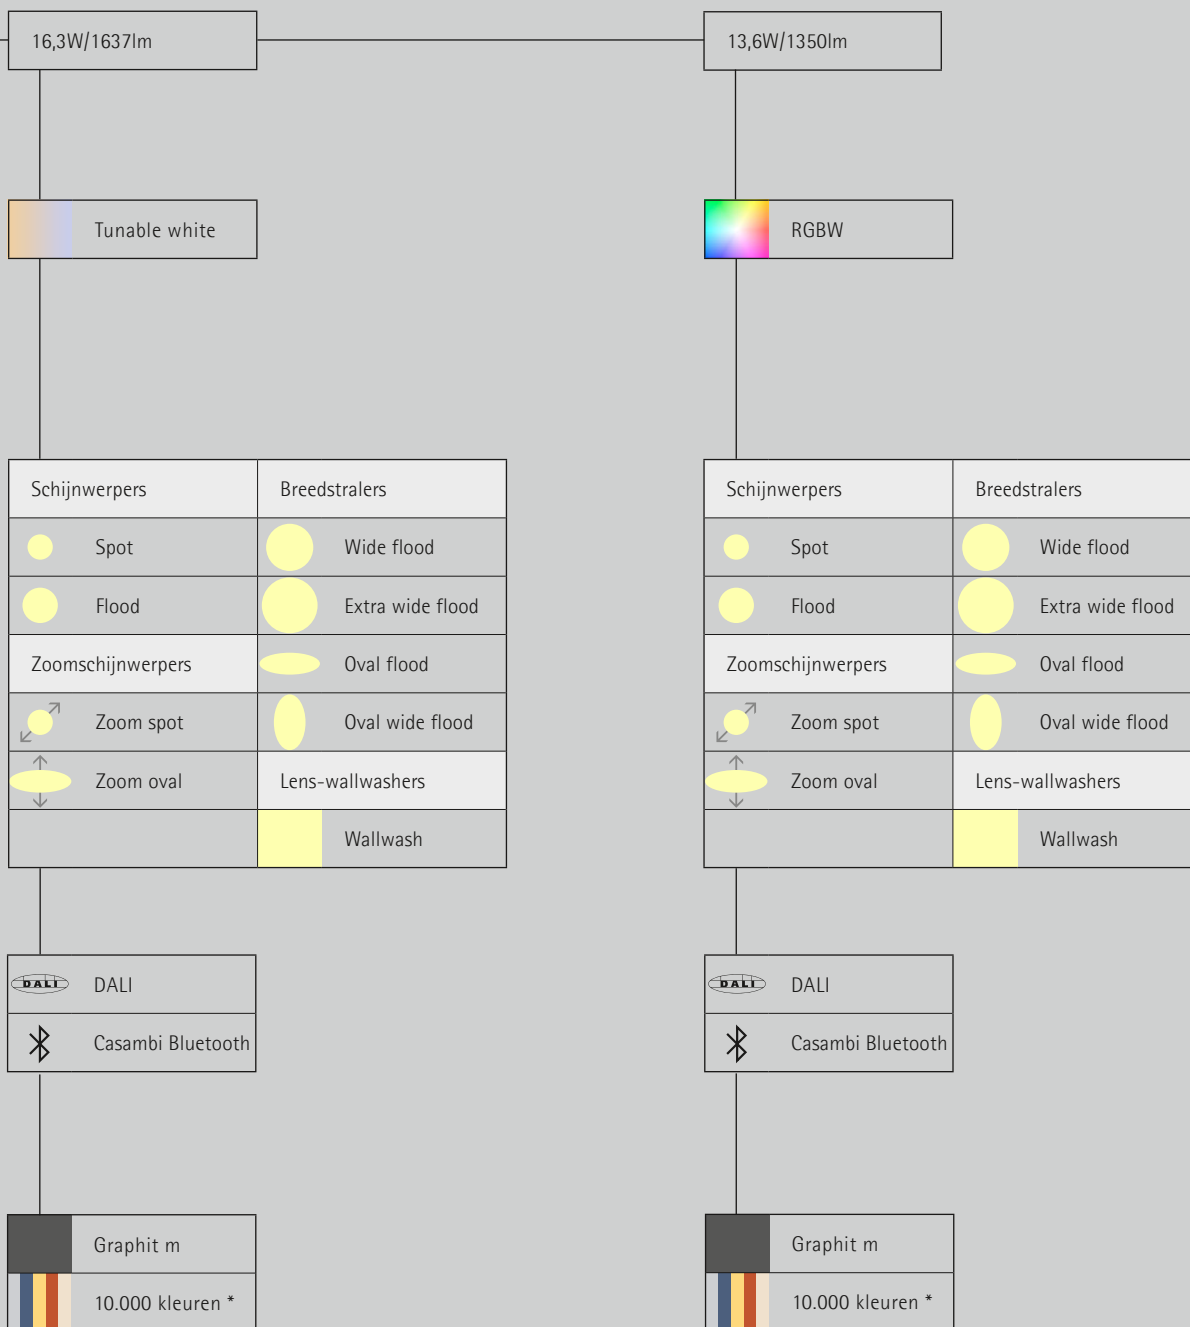 16,3W/1637lm
13,6W/1350lm
Tunable white
RGBW
Schijnwerpers
Breedstralers
Spot
Wide flood
Flood
Extra wide flood
Zoomschijnwerpers
Oval flood
Zoom spot
Oval wide flood
Zoom oval
Lens-wallwashers
Wallwash
Schijnwerpers
Breedstralers
Spot
Wide flood
Flood
Extra wide flood
Zoomschijnwerpers
Oval flood
Zoom spot
Oval wide flood
Zoom oval
Lens-wallwashers
Wallwash
DALI DALI
Casambi Bluetooth
DALI DALI
Casambi Bluetooth
Graphit m
10.000 kleuren *
Graphit m
10.000 kleuren *